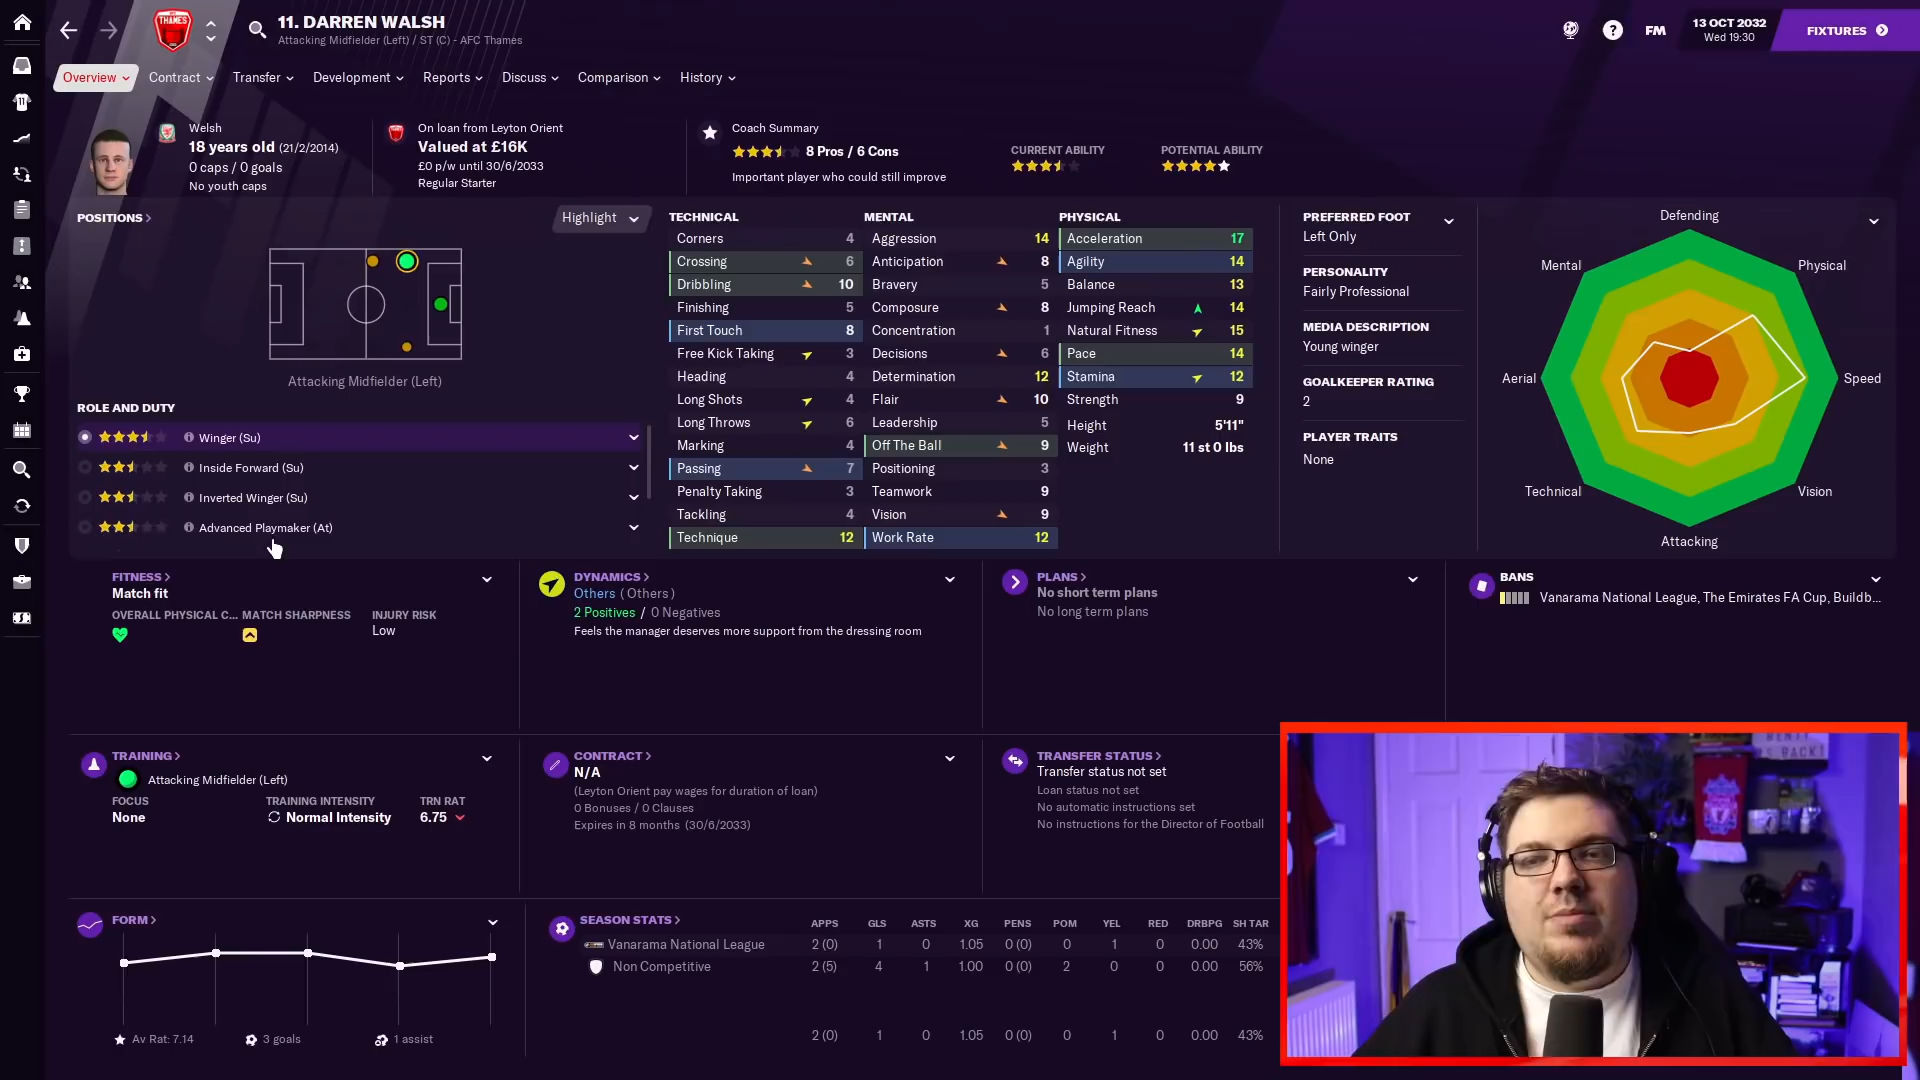 11. DARREN WALSH
Attacking Midfielder (Left) / ST (C) - AFC Thames
THAMES
FM
13 OCT 2032
Wed 19:30
FIXTURES
Overview
Contract
Transfer
Development
Reports
Discuss
Comparison
History
Welsh
18 years old (21/2/2014)
0 caps / 0 goals
No youth caps
On loan from Leyton Orient
Valued at £16K
£0 p/w until 30/6/2033
Regular Starter
Coach Summary
8 Pros / 6 Cons
Important player who could still improve
CURRENT ABILITY
POTENTIAL ABILITY
POSITIONS
Highlight
Attacking Midfielder (Left)
ROLE AND DUTY
Winger (Su)
Inside Forward (Su)
Inverted Winger (Su)
Advanced Playmaker (At)
TECHNICAL
Corners 4
Crossing 6
Dribbling 10
Finishing 5
First Touch 8
Free Kick Taking 3
Heading 4
Long Shots 4
Long Throws 6
Marking 4
Passing 7
Penalty Taking 3
Tackling 4
Technique 12
MENTAL
Aggression 14
Anticipation 8
Bravery 5
Composure 8
Concentration 1
Decisions 6
Determination 12
Flair 10
Leadership 5
Off The Ball 9
Positioning 3
Teamwork 9
Vision 9
Work Rate 12
PHYSICAL
Acceleration 17
Agility 14
Balance 13
Jumping Reach 14
Natural Fitness 15
Pace 14
Stamina 12
Strength 9
Height 5'11"
Weight 11 st 0 lbs
PREFERRED FOOT
Left Only
PERSONALITY
Fairly Professional
MEDIA DESCRIPTION
Young winger
GOALKEEPER RATING
2
PLAYER TRAITS
None
Defending
Physical
Speed
Vision
Attacking
Technical
Aerial
Mental
FITNESS
Match fit
OVERALL PHYSICAL C... MATCH SHARPNESS INJURY RISK
Low
DYNAMICS
Others (Others)
2 Positives / 0 Negatives
Feels the manager deserves more support from the dressing room
PLANS
No short term plans
No long term plans
BANS
Vanarama National League, The Emirates FA Cup, Buildb...
TRAINING
Attacking Midfielder (Left)
FOCUS TRAINING INTENSITY TRN RAT
None Normal Intensity 6.75
CONTRACT
N/A
(Leyton Orient pay wages for duration of loan)
0 Bonuses / 0 Clauses
Expires in 8 months (30/6/2033)
TRANSFER STATUS
Transfer status not set
Loan status not set
No automatic instructions set
No instructions for the Director of Football
FORM
Av Rat: 7.14
3 goals
1 assist
SEASON STATS APPS GLS ASTS XG PENS POM YEL RED DRBPG SH TAR
Vanarama National League 2 (0) 1 0 1.05 0 (0) 0 1 0 0.00 43%
Non Competitive 2 (5) 4 1 1.00 0 (0) 2 0 0 0.00 56%
2 (0) 1 0 1.05 0 (0) 0 1 0 0.00 43%